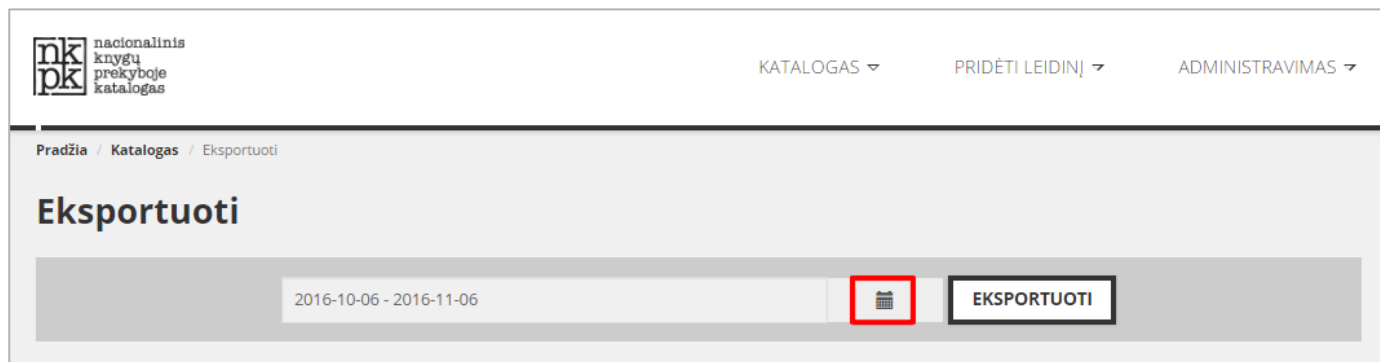 nk
pk
nacionalinis
knygų
prekyboje
katalogas
KATALOGAS
PRIDĖTI LEIDINĮ
ADMINISTRAVIMAS
Pradžia / Katalogas / Eksportuoti
Eksportuoti
2016-10-06 - 2016-11-06
EKSPORTUOTI